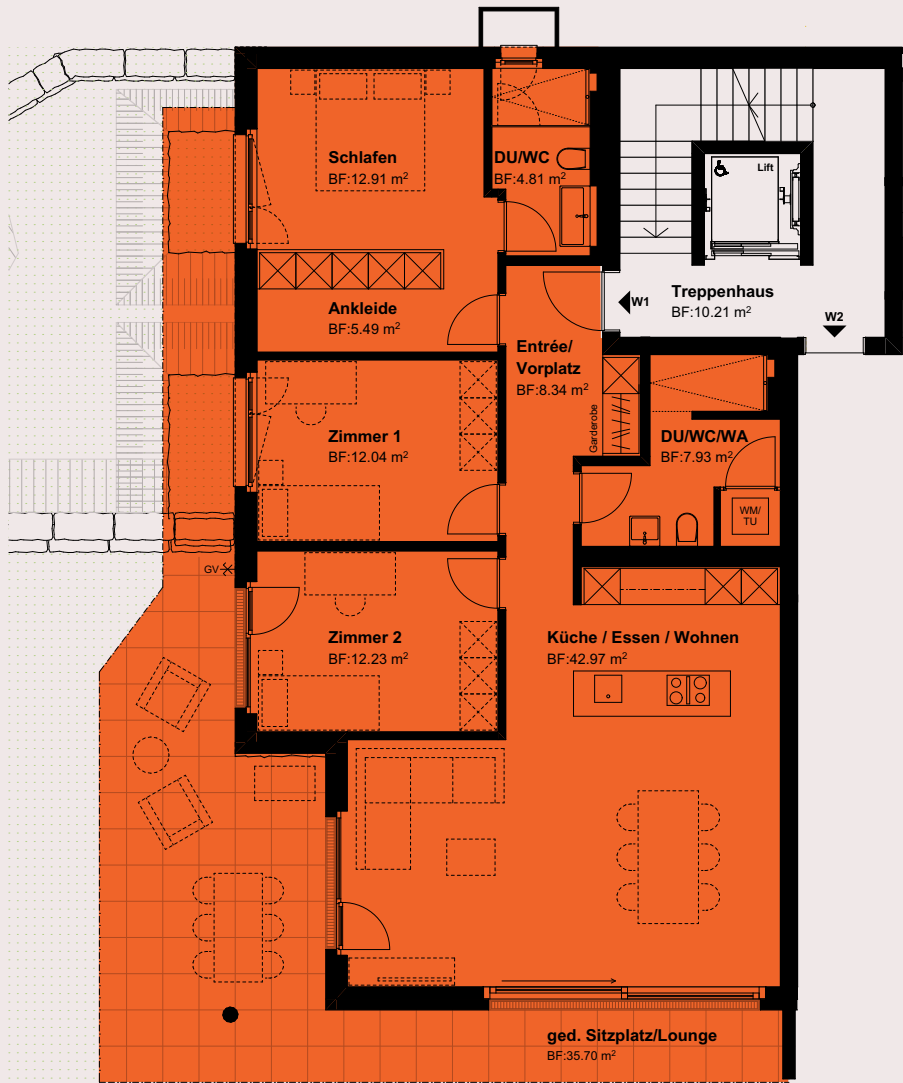 Schlafen
BF:12.91 m²
DU/WC
BF:4.81 m²
Lift
Ankleide
BF:5.49 m²
Treppenhaus
BF:10.21 m²
W1
W2
Entrée/
Vorplatz
BF:8.34 m²
Garderobe
Zimmer 1
BF:12.04 m²
DU/WC/WA
BF:7.93 m²
WM/
TU
GV
Zimmer 2
BF:12.23 m²
Küche / Essen / Wohnen
BF:42.97 m²
ged. Sitzplatz/Lounge
BF:35.70 m²